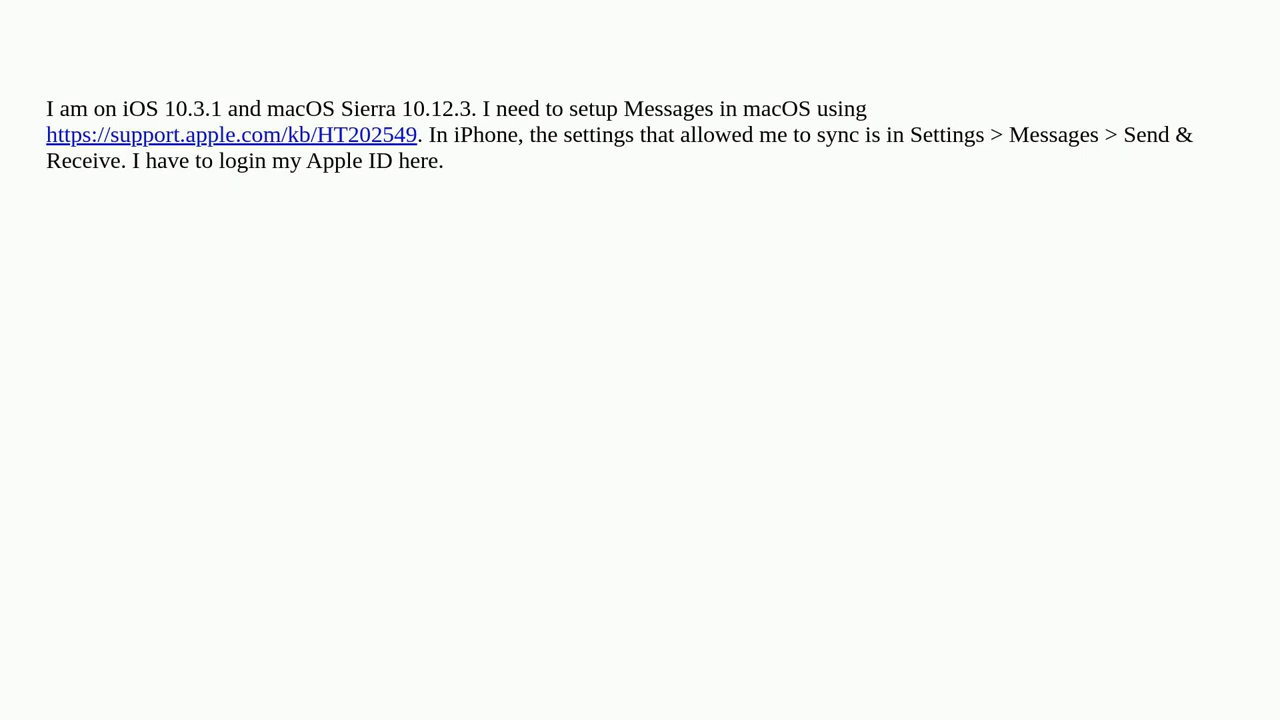 I am on iOS 10.3.1 and macOS Sierra 10.12.3. I need to setup Messages in macOS using
https://support.apple.com/kb/HT202549. In iPhone, the settings that allowed me to sync is in Settings > Messages > Send &
Receive. I have to login my Apple ID here.